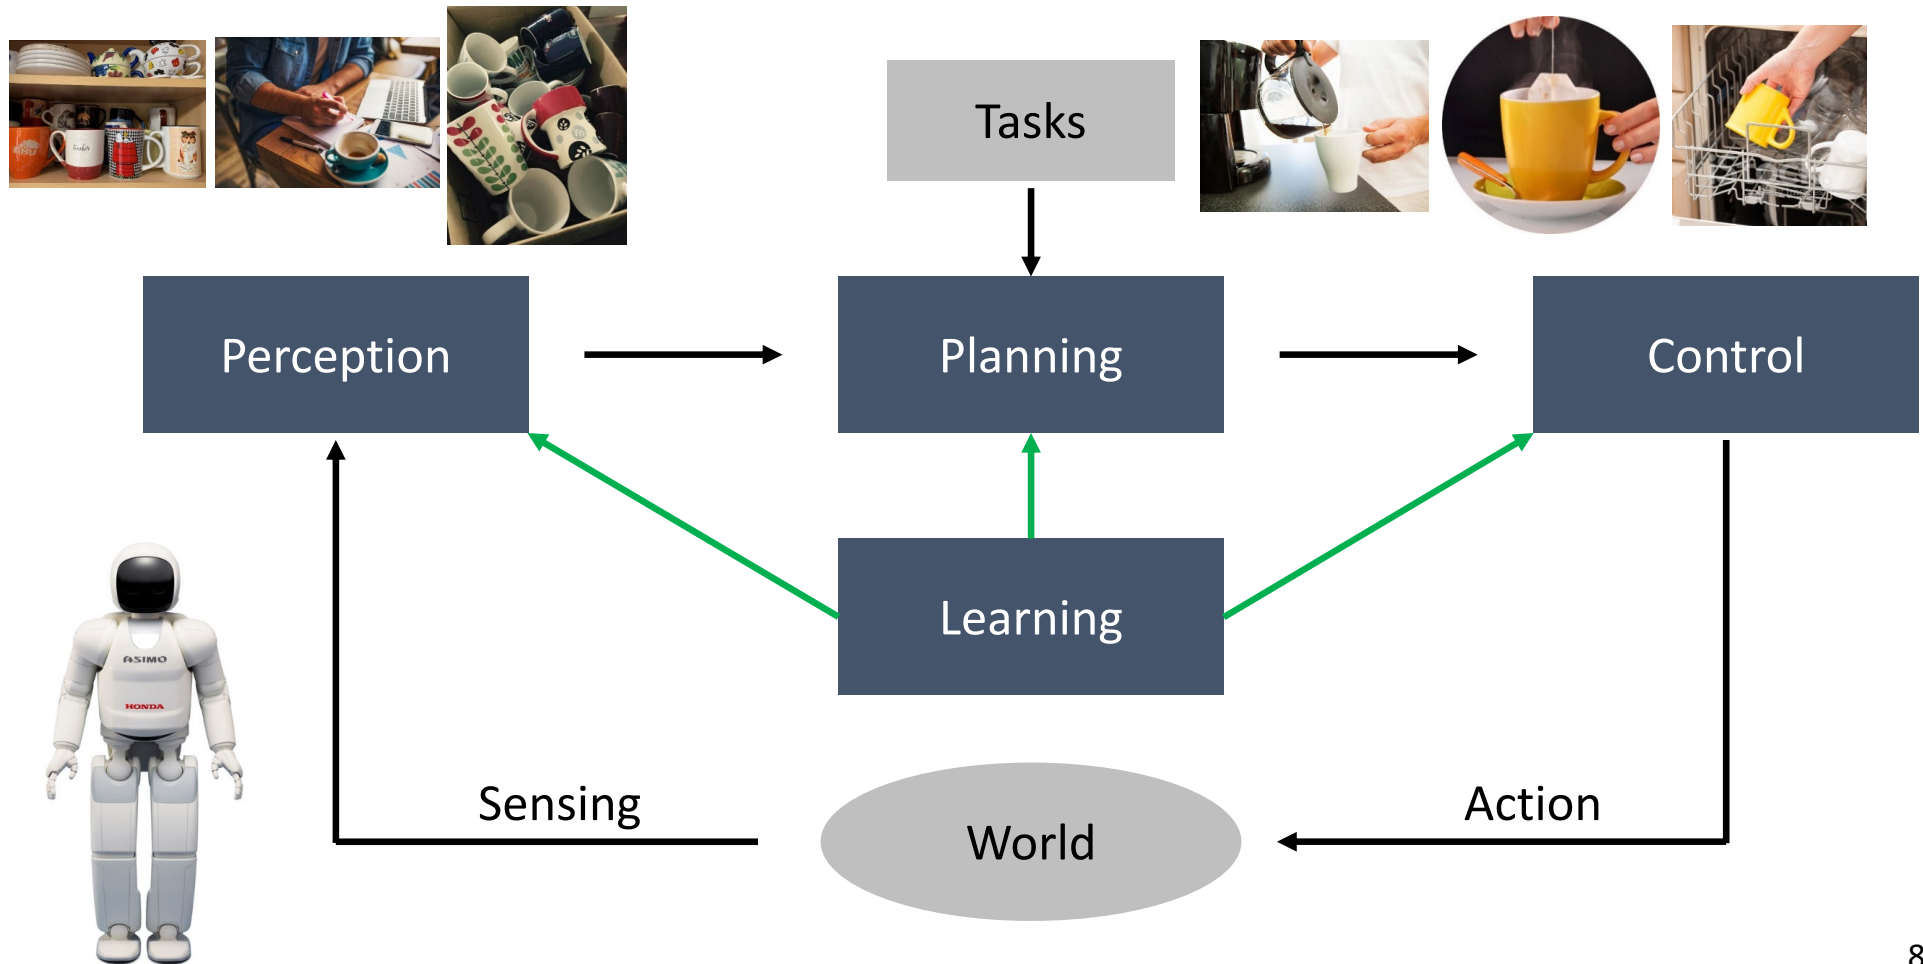 Tasks
Perception
Planning
Control
Learning
ASIMO
HONDA
Sensing
World
Action
8